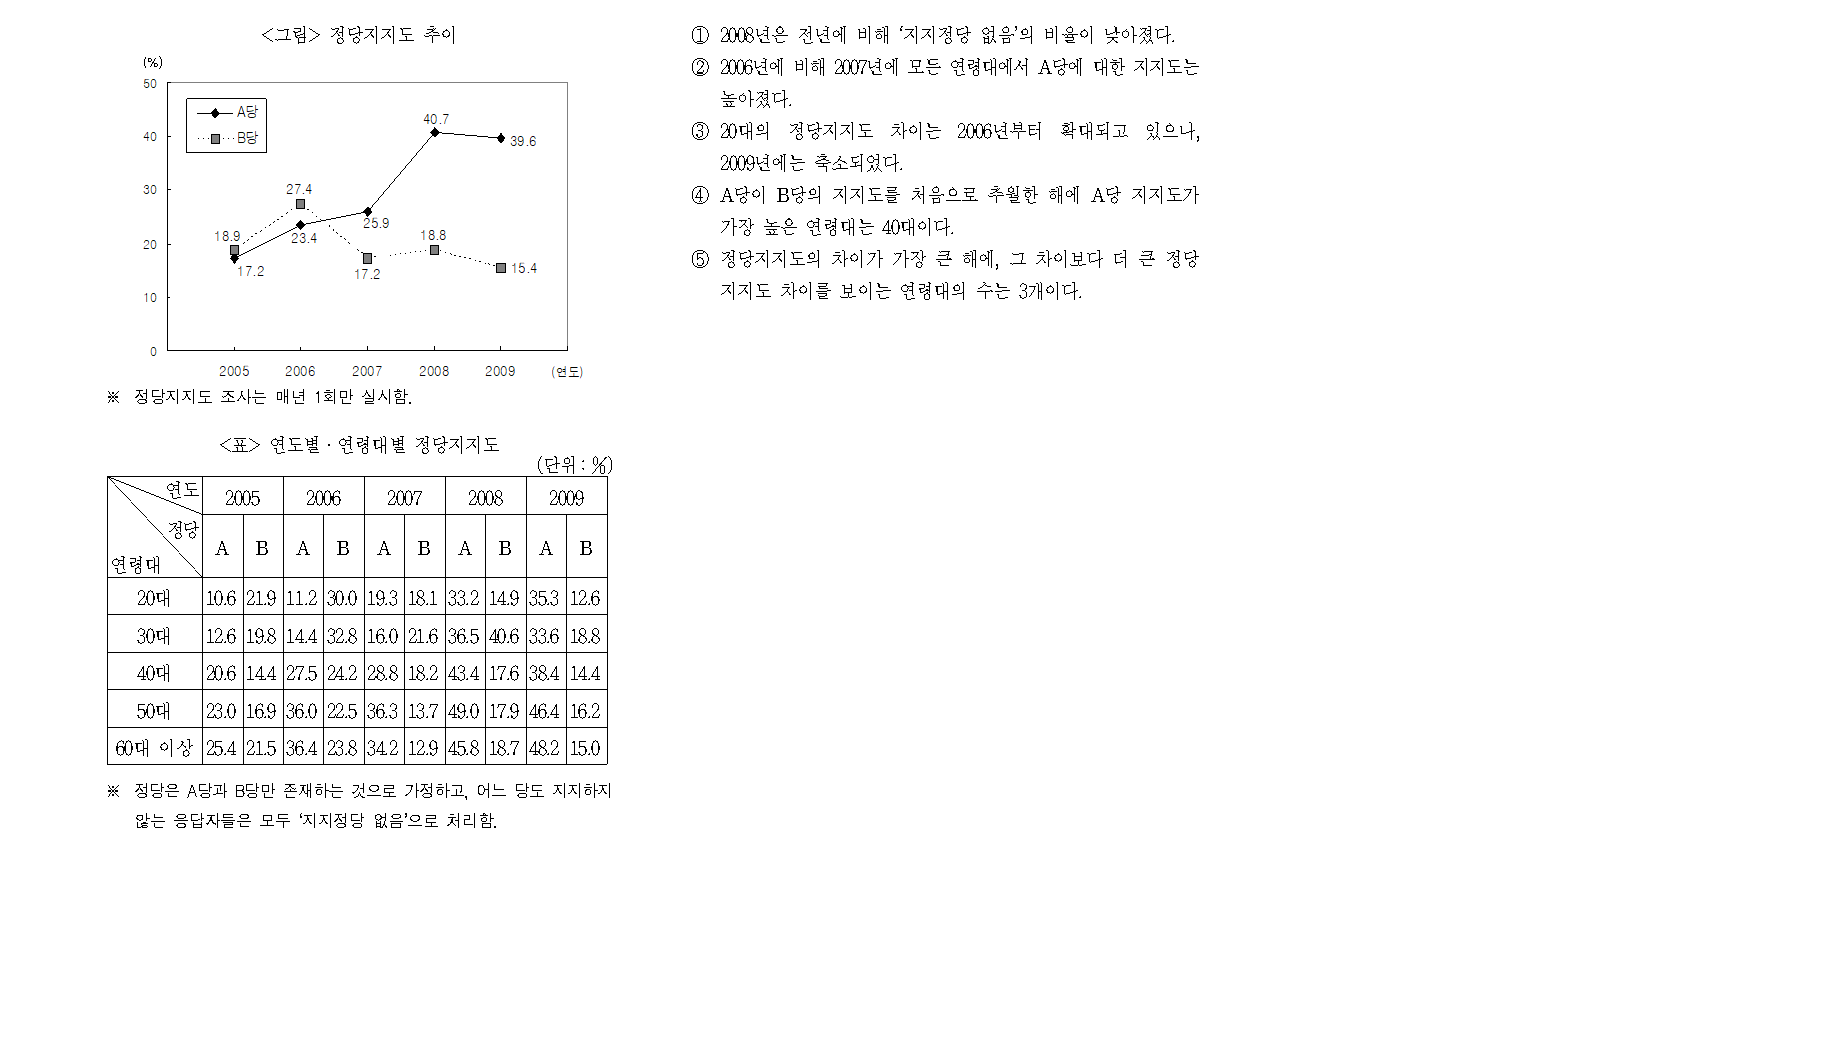 <그림> 정당지지도 추이
(%)
50
40
30
20
10
0
A당
B당
18.9
17.2
27.4
23.4
25.9
17.2
40.7
18.8
39.6
15.4
2005 2006 2007 2008 2009 (연도)
※ 정당지지도 조사는 매년 1회만 실시함.
<표> 연도별·연령대별 정당지지도
(단위 : %)
연도 2005 2006 2007 2008 2009
정당
연령대
A B A B A B A B A B
20대 10.6 21.9 11.2 30.0 19.3 18.1 33.2 14.9 35.3 12.6
30대 12.6 19.8 14.4 32.8 16.0 21.6 36.5 40.6 33.6 18.8
40대 20.6 14.4 27.5 24.2 28.8 18.2 43.4 17.6 38.4 14.4
50대 23.0 16.9 36.0 22.5 36.3 13.7 49.0 17.9 46.4 16.2
60대 이상 25.4 21.5 36.4 23.8 34.2 12.9 45.8 18.7 48.2 15.0
※ 정당은 A당과 B당만 존재하는 것으로 가정하고, 어느 당도 지지하지
않는 응답자들은 모두 ‘지지정당 없음’으로 처리함.
① 2008년은 전년에 비해 ‘지지정당 없음’의 비율이 낮아졌다.
② 2006년에 비해 2007년에 모든 연령대에서 A당에 대한 지지도는
높아졌다.
③ 20대의 정당지지도 차이는 2006년부터 확대되고 있으나,
2009년에는 축소되었다.
④ A당이 B당의 지지도를 처음으로 추월한 해에 A당 지지도가
가장 높은 연령대는 40대이다.
⑤ 정당지지도의 차이가 가장 큰 해에, 그 차이보다 더 큰 정당
지지도 차이를 보이는 연령대의 수는 3개이다.